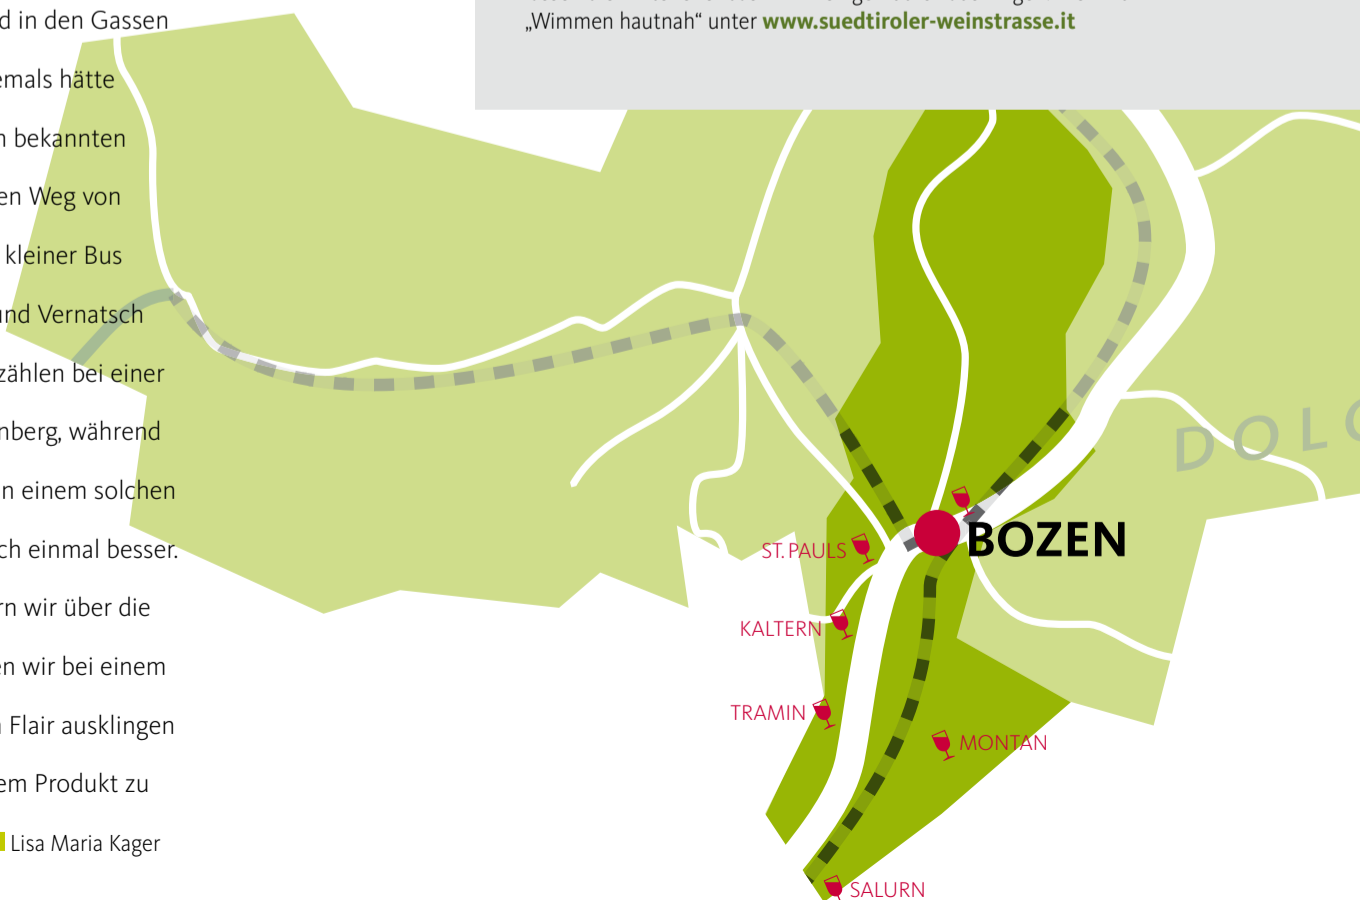 d in den Gassen
emals hätte
bekannten
en Weg von
kleiner Bus
und Vernatsch
zählen bei einer
nberg, während
n einem solchen
ch einmal besser.
rn wir über die
en wir bei einem
Flair ausklingen
em Produkt zu
Lisa Maria Kager
„Wimmen hautnah“ unter www.suedtiroler-weinstrasse.it
DOLO
BOZEN
ST. PAULS
KALTERN
TRAMIN
MONTAN
SALURN